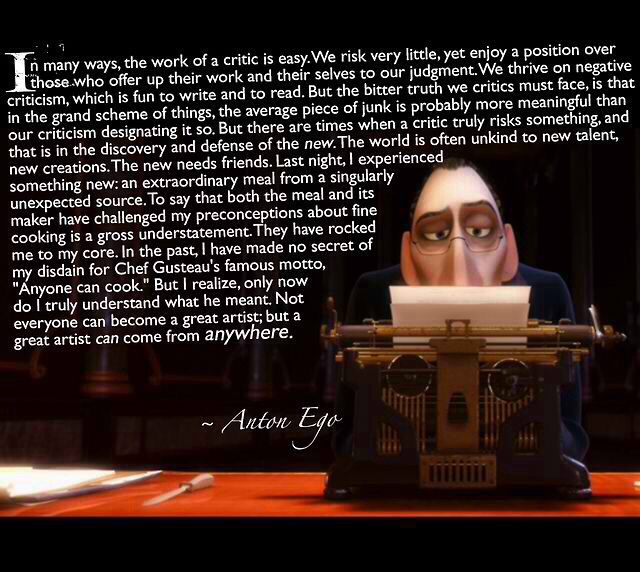 In many ways, the work of a critic is easy. We risk very little, yet enjoy a position over
those who offer up their work and their selves to our judgment. We thrive on negative
criticism, which is fun to write and to read. But the bitter truth we critics must face, is that
in the grand scheme of things, the average piece of junk is probably more meaningful than
our criticism designating it so. But there are times when a critic truly risks something, and
that is in the discovery and defense of the new. The world is often unkind to new talent,
new creations. The new needs friends. Last night, I experienced
something new: an extraordinary meal from a singularly
unexpected source. To say that both the meal and its
maker have challenged my preconceptions about fine
cooking is a gross understatement. They have rocked
me to my core. In the past, I have made no secret of
my disdain for Chef Gusteau's famous motto,
"Anyone can cook." But I realize, only now
do I truly understand what he meant. Not
everyone can become a great artist; but a
great artist can come from anywhere.
~ Anton Ego